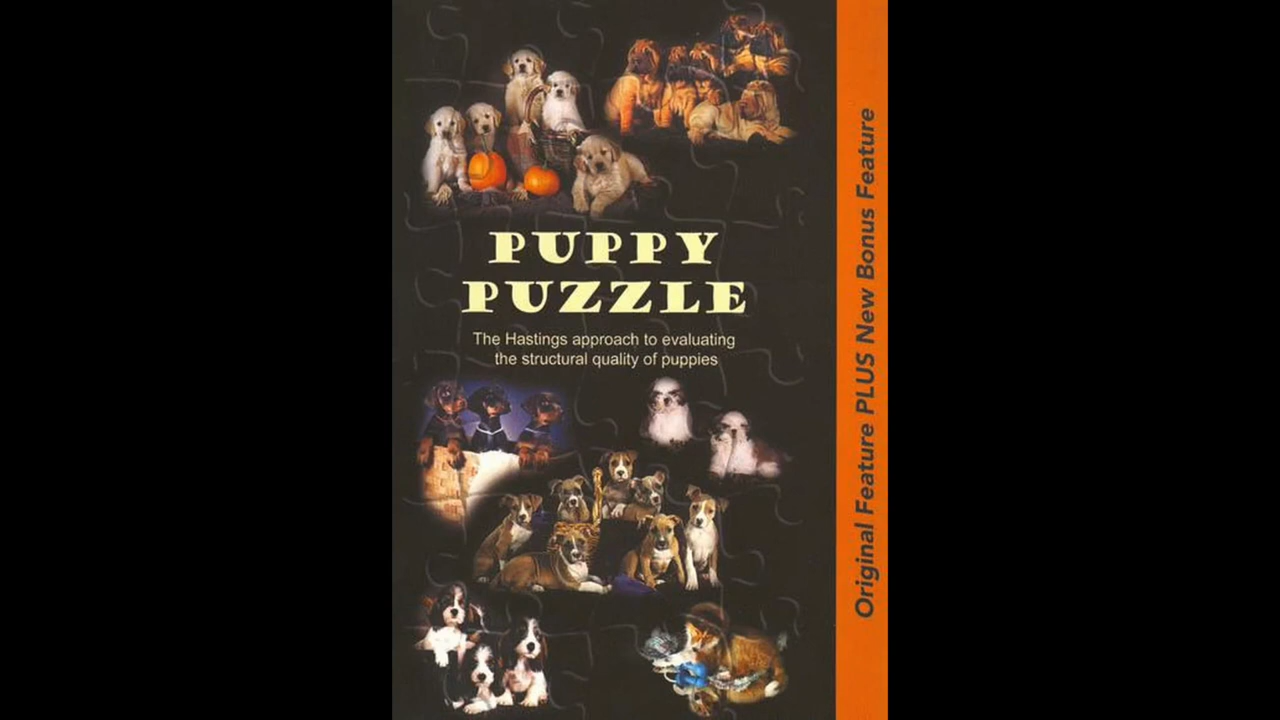 PUPPY
PUZZLE
The Hastings approach to evaluating
the structural quality of puppies
Original Feature PLUS New Bonus Feature